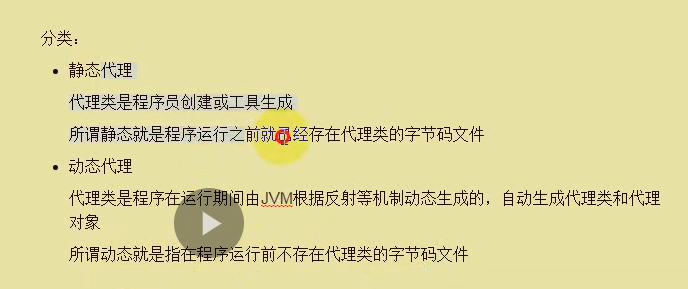 分类：
静态代理
代理类是程序员创建或工具生成
所谓静态就是程序运行之前就已经存在代理类的字节码文件
动态代理
代理类是程序在运行期间由JVM根据反射等机制动态生成的，自动生成代理类和代理
对象
所谓动态就是指在程序运行前不存在代理类的字节码文件